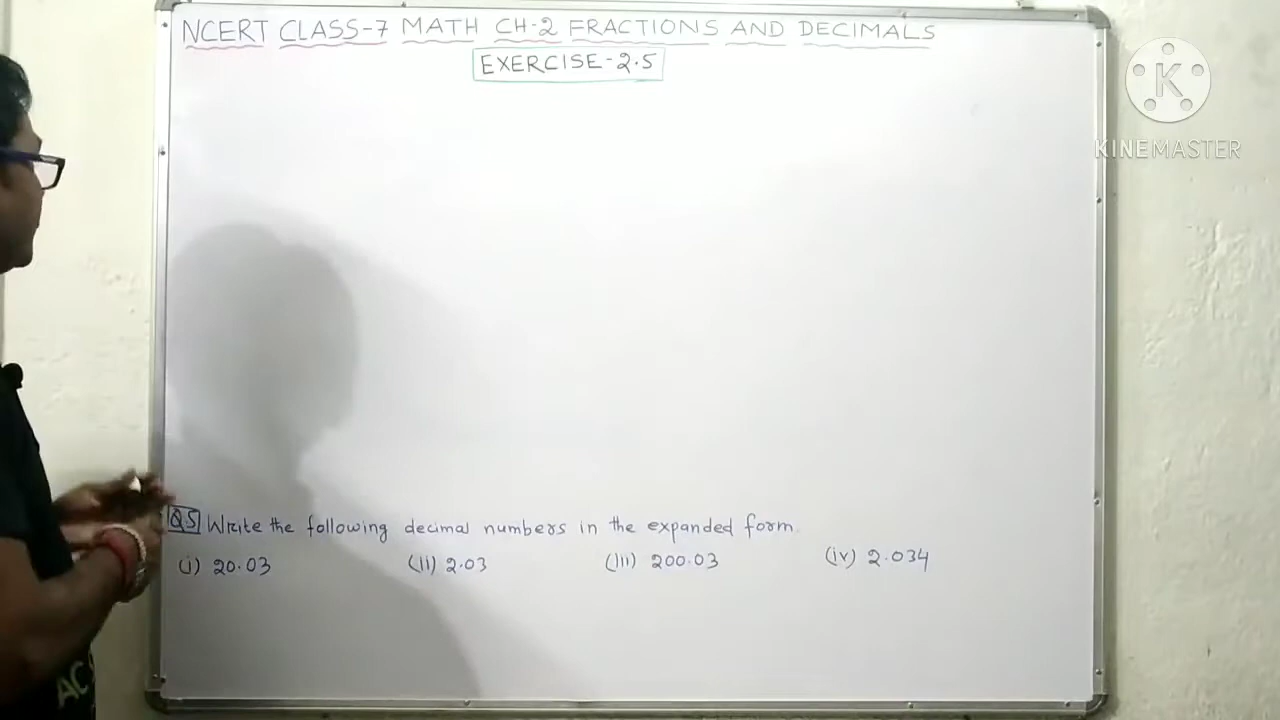 NCERT CLASS-7 MATH CH-2 FRACTIONS AND DECIMALS
EXERCISE-2.5
K
KINEMASTER
Q5 Write the following decimal numbers in the expanded form.
(i) 20.03 (ii) 2.03 (iii) 200.03 (iv) 2.034
AC